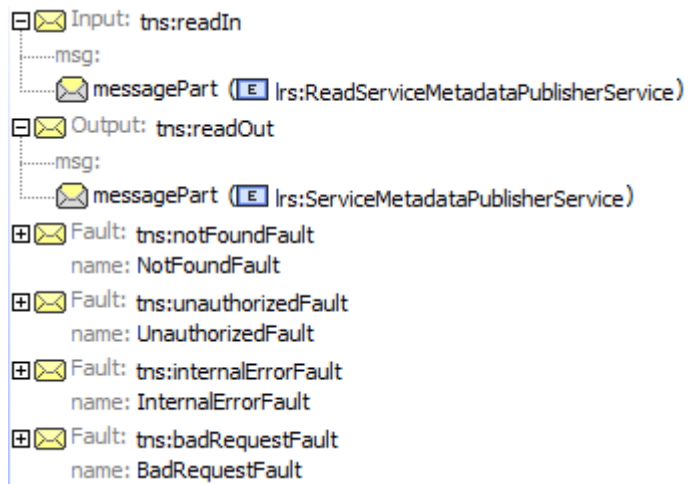 Input: tns:readIn
msg:
messagePart (E lrs:ReadServiceMetadataPublisherService)
Output: tns:readOut
msg:
messagePart (E lrs:ServiceMetadataPublisherService)
Fault: tns:notFoundFault
name: NotFoundFault
Fault: tns:unauthorizedFault
name: UnauthorizedFault
Fault: tns:internalErrorFault
name: InternalErrorFault
Fault: tns:badRequestFault
name: BadRequestFault